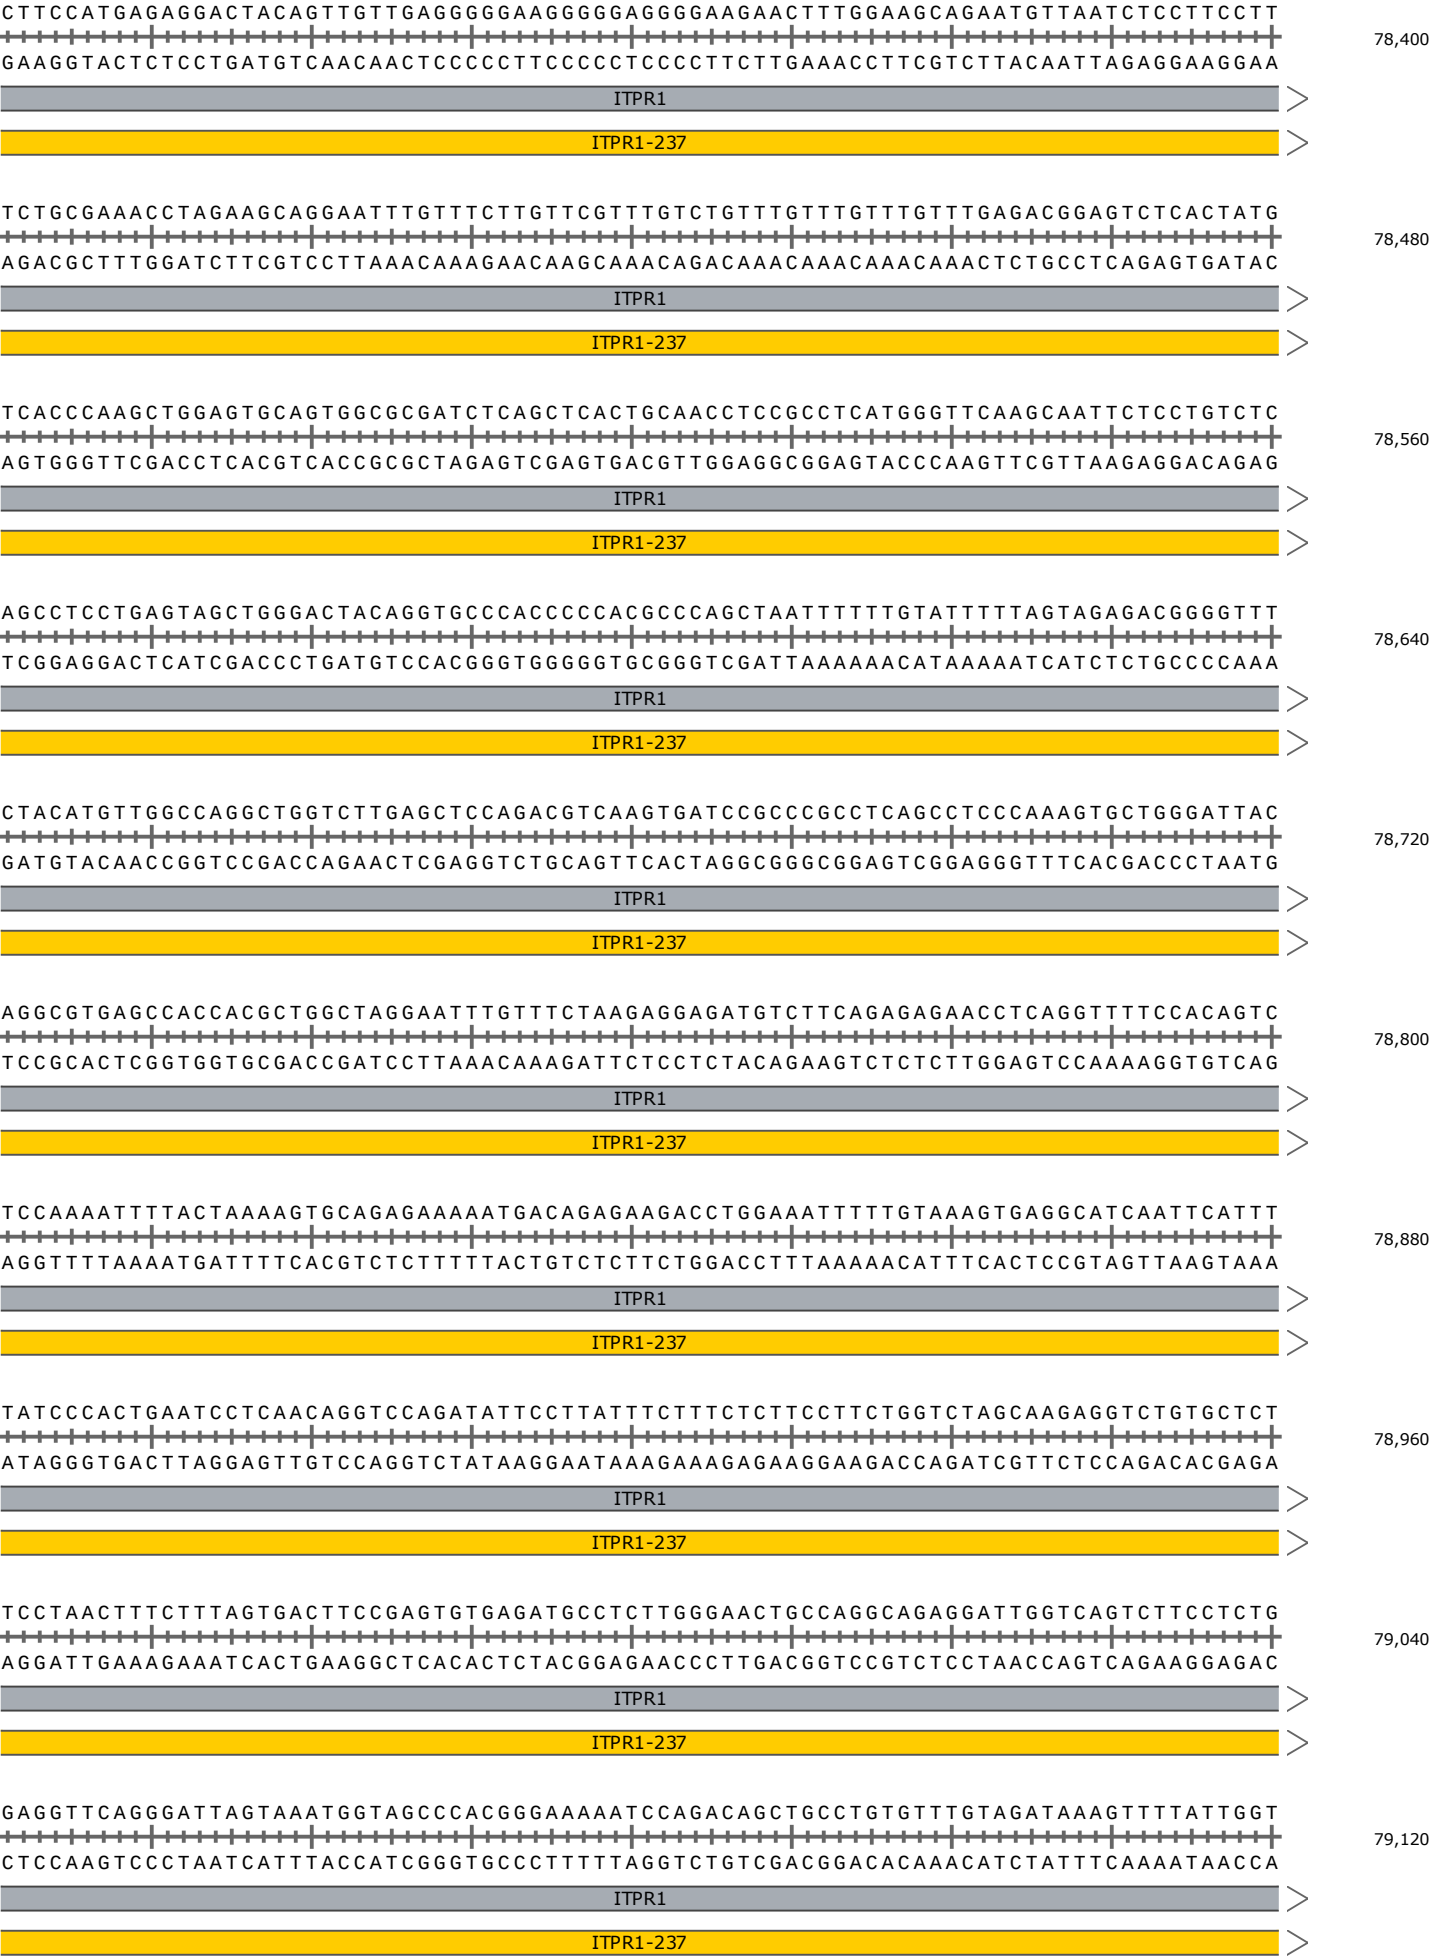 CTTCCATGAGAGGACTACAGTTGTTGAGGGGGAAGGGGGAGGGGAAGAACTTTGGAAGCAGAATGTTAATCTCCTTCCTT
78,400
GAAGGTACTCTCCTGATGTCAACAACTCCCCCTTCCCCCTCCCCTTCTTGAAACCTTCGTCTTACAATTAGAGGAAGGAA
ITPR1
ITPR1-237
TCTGCGAAACCTAGAAGCAGGAATTTGTTTCTTGTTCGTTTGTCTGTTTGTTTGTTTGTTTGAGACGGAGTCTCACTATG
78,480
AGACGCTTTGGATCTTCGTCCTTAAACAAAGAACAAGCAAACAGACAAACAAACAAACAAACTCTGCCTCAGAGTGATAC
ITPR1
ITPR1-237
TCACCCAAGCTGGAGTGCAGTGGCGCGATCTCAGCTCACTGCAACCTCCGCCTCATGGGTTCAAGCAATTCTCCTGTCTC
78,560
AGTGGGTTCGACCTCACGTCACCGCGCTAGAGTCGAGTGACGTTGGAGGCGGAGTACCCAAGTTCGTTAAGAGGACAGAG
ITPR1
ITPR1-237
AGCCTCCTGAGTAGCTGGGACTACAGGTGCCCACCCCCACGCCCAGCTAATTTTTTGTATTTTTAGTAGAGACGGGGTTT
78,640
TCGGAGGACTCATCGACCCTGATGTCCACGGGTGGGGGTGCGGGTCGATTAAAAAACATAAAAATCATCTCTGCCCCAAA
ITPR1
ITPR1-237
CTACATGTTGGCCAGGCTGGTCTTGAGCTCCAGACGTCAAGTGATCCGCCCGCCTCAGCCTCCCAAAGTGCTGGGATTAC
78,720
GATGTACAACCGGTCCGACCAGAACTCGAGGTCTGCAGTTCACTAGGCGGGCGGAGTCGGAGGGTTTCACGACCCTAATG
ITPR1
ITPR1-237
AGGCGTGAGCCACCACGCTGGCTAGGAATTTGTTTCTAAGAGGAGATGTCTTCAGAGAGAACCTCAGGTTTTCCACAGTC
78,800
TCCGCACTCGGTGGTGCGACCGATCCTTAAACAAAGATTCTCCTCTACAGAAGTCTCTCTTGGAGTCCAAAAGGTGTCAG
ITPR1
ITPR1-237
TCCAAAATTTTACTAAAAGTGCAGAGAAAAATGACAGAGAAGACCTGGAAATTTTTGTAAAGTGAGGCATCAATTCATTT
78,880
AGGTTTTAAAATGATTTTCACGTCTCTTTTTACTGTCTCTTCTGGACCTTTAAAAACATTTCACTCCGTAGTTAAGTAAA
ITPR1
ITPR1-237
TATCCCACTGAATCCTCAACAGGTCCAGATATTCCTTATTTCTTTCTCTTCCTTCTGGTCTAGCAAGAGGTCTGTGCTCT
78,960
ATAGGGTGACTTAGGAGTTGTCCAGGTCTATAAGGAATAAAGAAAGAGAAGGAAGACCAGATCGTTCTCCAGACACGAGA
ITPR1
ITPR1-237
TCCTAACTTTCTTTAGTGACTTCCGAGTGTGAGATGCCTCTTGGGAACTGCCAGGCAGAGGATTGGTCAGTCTTCCTCTG
79,040
AGGATTGAAAGAAATCACTGAAGGCTCACACTCTACGGAGAACCCTTGACGGTCCGTCTCCTAACCAGTCAGAAGGAGAC
ITPR1
ITPR1-237
GAGGTTCAGGGATTAGTAAATGGTAGCCCACGGGAAAAATCCAGACAGCTGCCTGTGTTTGTAGATAAAGTTTTATTGGT
79,120
CTCCAAGTCCCTAATCATTTACCATCGGGTGCCCTTTTTAGGTCTGTCGACGGACACAAACATCTATTTCAAAATAACCA
ITPR1
ITPR1-237